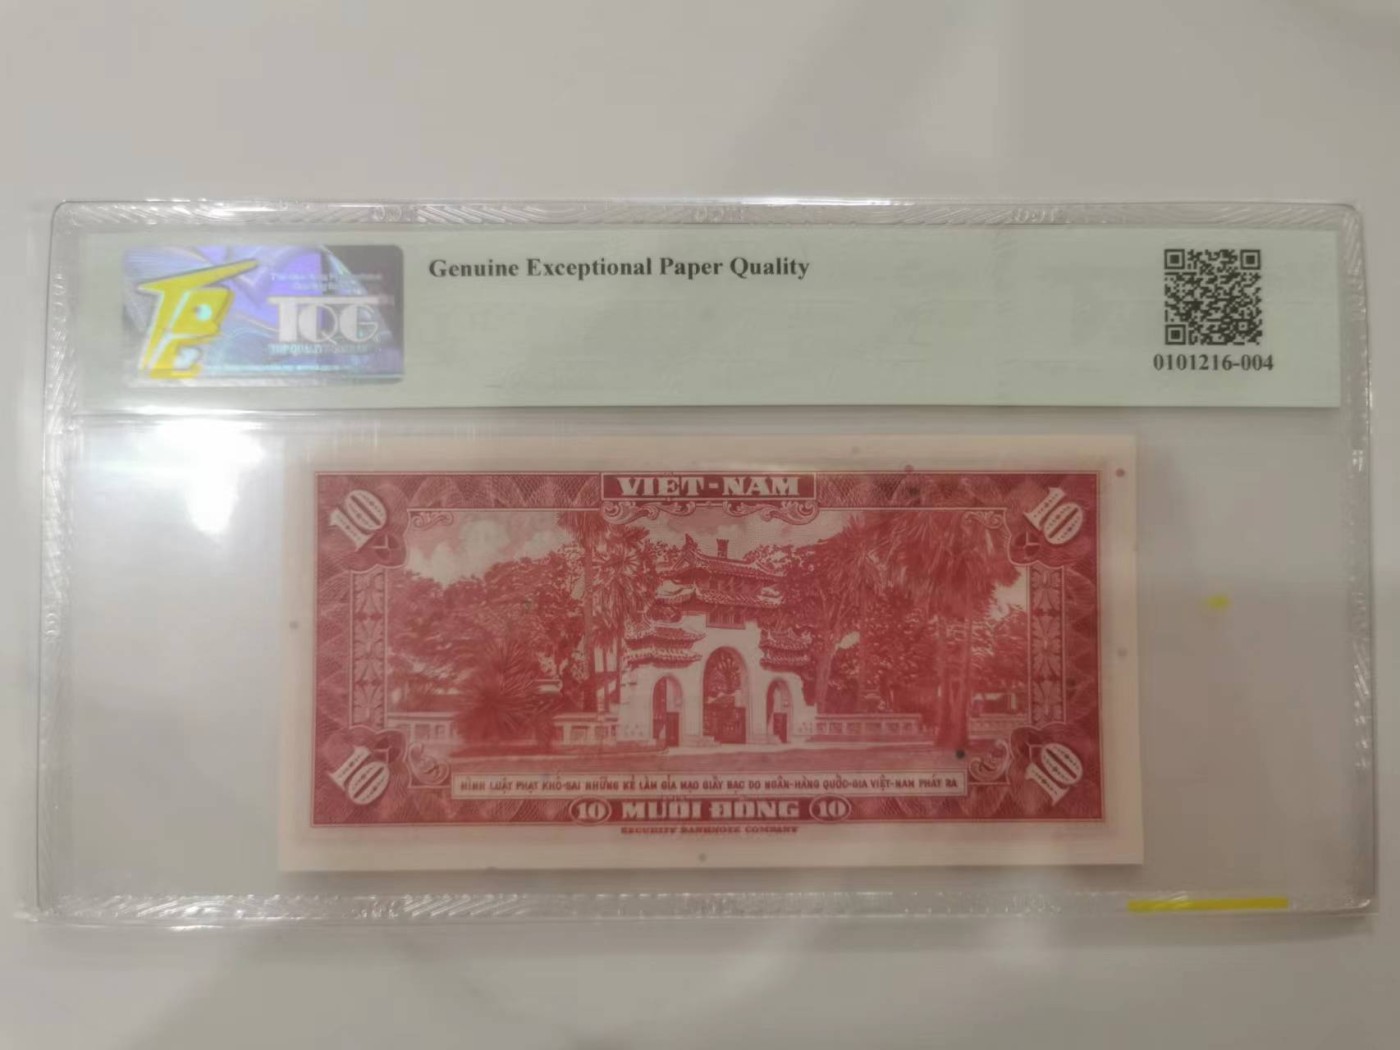 Genuine Exceptional Paper Quality
TQG
0101216-004
VIỆT-NAM
10
10
HÌNH LUẬT PHẠT KHỔ-SAI NHỮNG KẺ LÀM GIẢ MẠO GIẤY BẠC DO NGÂN-HÀNG QUỐC-GIA VIỆT-NAM PHÁT RA
10
10
10 MƯỜI ĐỒNG 10
SECURITY BANKNOTE COMPANY